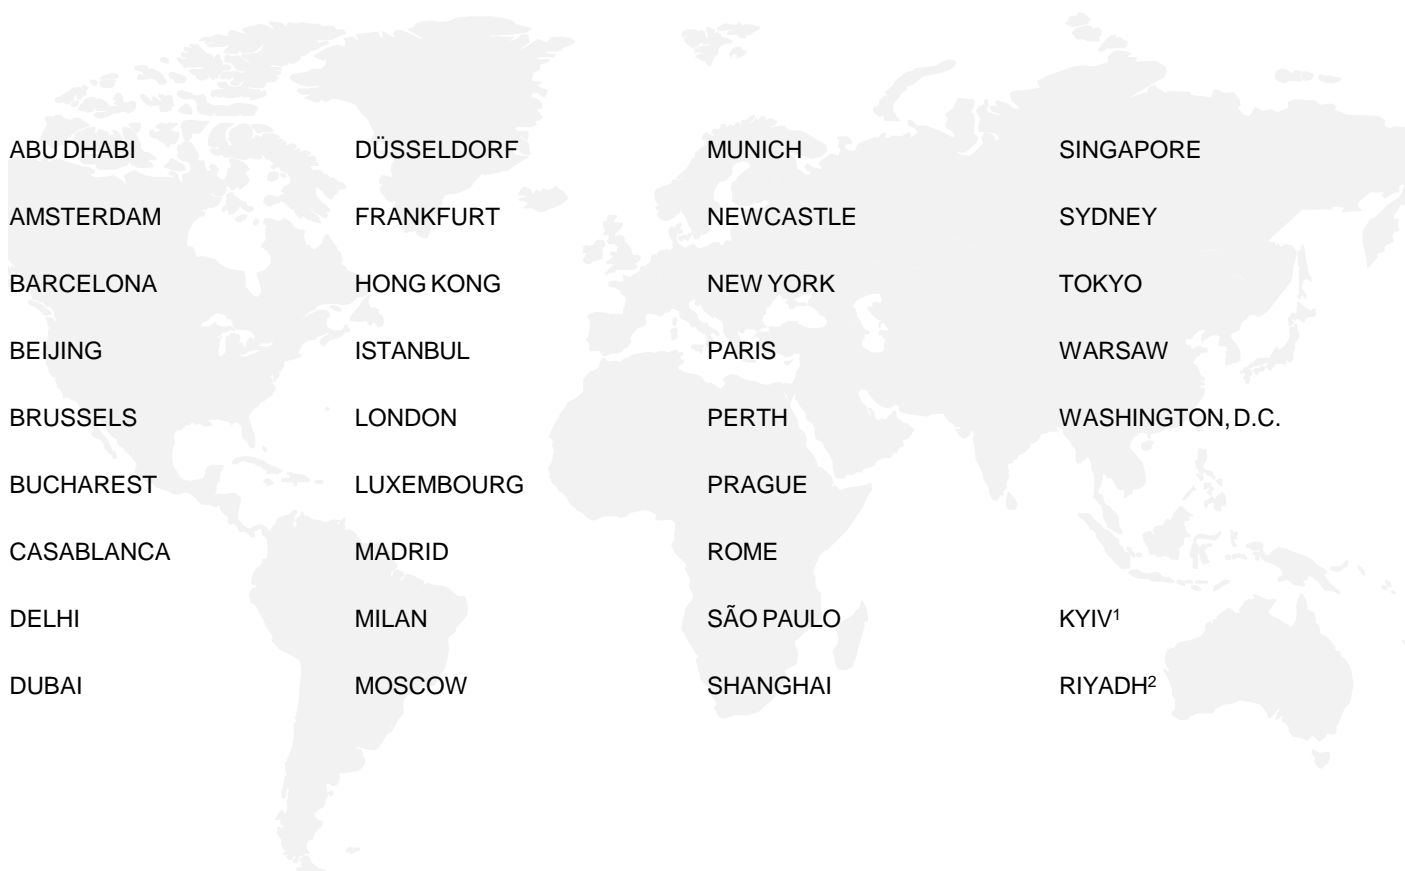 ABU DHABI
AMSTERDAM
BARCELONA
BEIJING
BRUSSELS
BUCHAREST
CASABLANCA
DELHI
DUBAI
DÜSSELDORF
FRANKFURT
HONG KONG
ISTANBUL
LONDON
LUXEMBOURG
MADRID
MILAN
MOSCOW
MUNICH
NEWCASTLE
NEW YORK
PARIS
PERTH
PRAGUE
ROME
SÃO PAULO
SHANGHAI
SINGAPORE
SYDNEY
TOKYO
WARSAW
WASHINGTON, D.C.
KYIV¹
RIYADH²